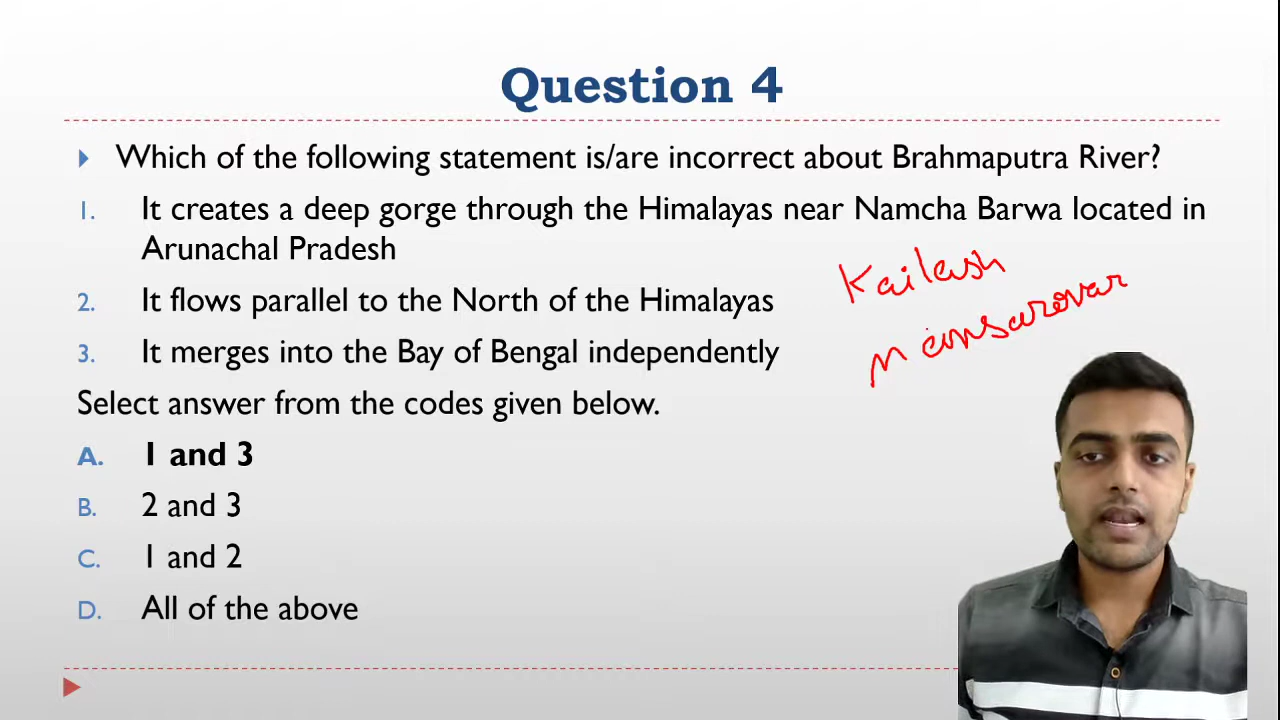 Question 4
Which of the following statement is/are incorrect about Brahmaputra River?
1. It creates a deep gorge through the Himalayas near Namcha Barwa located in
Arunachal Pradesh
2. It flows parallel to the North of the Himalayas
3. It merges into the Bay of Bengal independently
Select answer from the codes given below.
A. 1 and 3
B. 2 and 3
C. 1 and 2
D. All of the above
Kailash
mansarovar